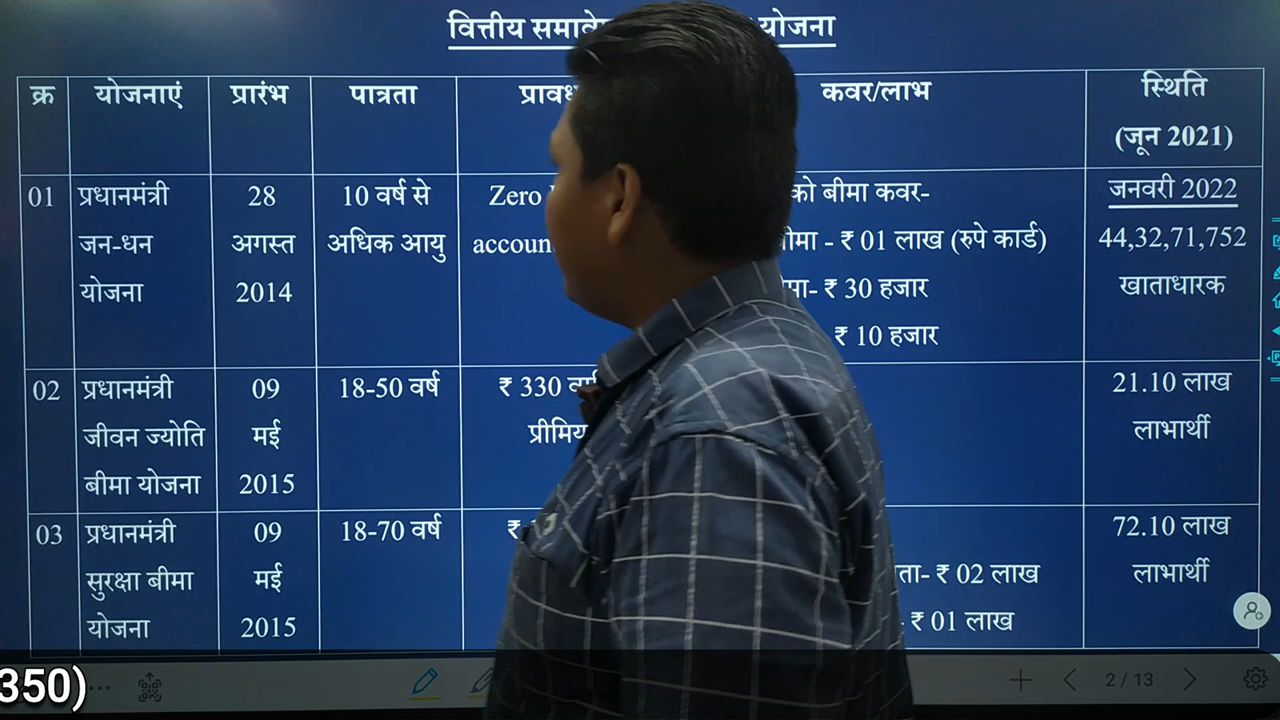 वित्तीय योजना
क्र योजनाएं प्रारंभ पात्रता कवर/लाभ स्थिति
(जून 2021)
01 प्रधानमंत्री 28 10 वर्ष से Zero को बीमा कवर- जनवरी 2022
जन-धन अगस्त अधिक आयु - ₹ 01 लाख (रुपे कार्ड) 44,32,71,752
योजना 2014 ₹ 30 हजार खाताधारक
₹ 10 हजार
02 प्रधानमंत्री 09 18-50 वर्ष ₹ 330 21.10 लाख
जीवन ज्योति मई लाभार्थी
बीमा योजना 2015
03 प्रधानमंत्री 09 18-70 वर्ष ₹ 72.10 लाख
सुरक्षा बीमा मई ₹ 02 लाख लाभार्थी
योजना 2015 ₹ 01 लाख
350)
2 / 13